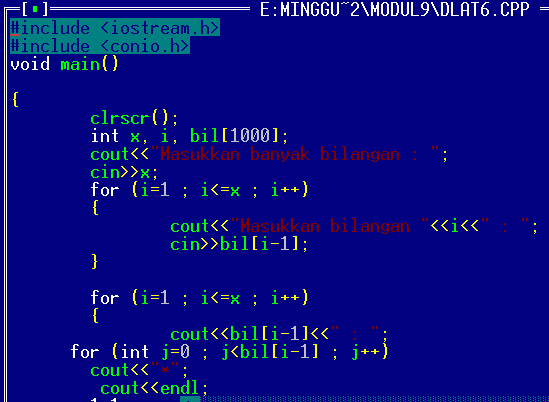 [■] E:MINGGU~2\MODUL9\DLAT6.CPP
#include <iostream.h>
#include <conio.h>
void main()
{
clrscr();
int x, i, bil[1000];
cout<<"Masukkan banyak bilangan : ";
cin>>x;
for (i=1 ; i<=x ; i++)
{
cout<<"Masukkan bilangan "<<i<<" : ";
cin>>bil[i-1];
}
for (i=1 ; i<=x ; i++)
{
cout<<bil[i-1]<<" : ";
for (int j=0 ; j<bil[i-1] ; j++)
cout<<"*";
cout<<endl;